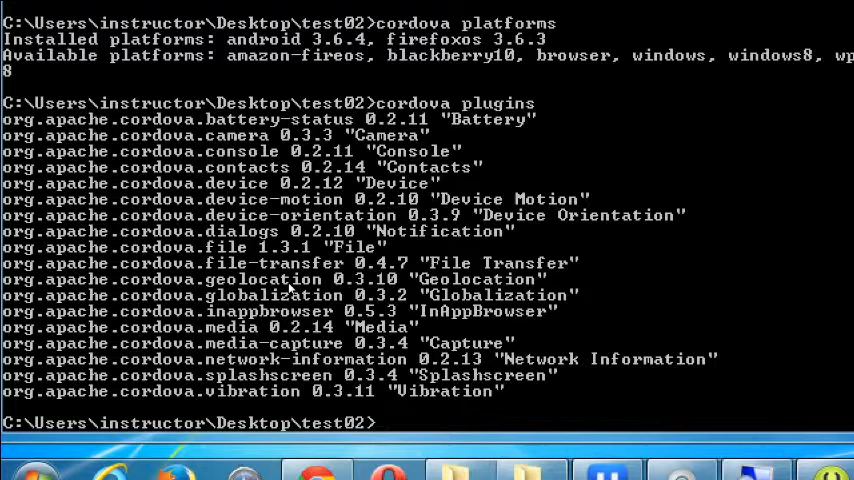 C:\Users\instructor\Desktop\test02>cordova platforms
Installed platforms: android 3.6.4, firefoxos 3.6.3
Available platforms: amazon-fireos, blackberry10, browser, windows, windows8, wp
8
C:\Users\instructor\Desktop\test02>cordova plugins
org.apache.cordova.battery-status 0.2.11 "Battery"
org.apache.cordova.camera 0.3.3 "Camera"
org.apache.cordova.console 0.2.11 "Console"
org.apache.cordova.contacts 0.2.14 "Contacts"
org.apache.cordova.device 0.2.12 "Device"
org.apache.cordova.device-motion 0.2.10 "Device Motion"
org.apache.cordova.device-orientation 0.3.9 "Device Orientation"
org.apache.cordova.dialogs 0.2.10 "Notification"
org.apache.cordova.file 1.3.1 "File"
org.apache.cordova.file-transfer 0.4.7 "File Transfer"
org.apache.cordova.geolocation 0.3.10 "Geolocation"
org.apache.cordova.globalization 0.3.2 "Globalization"
org.apache.cordova.inappbrowser 0.5.3 "InAppBrowser"
org.apache.cordova.media 0.2.14 "Media"
org.apache.cordova.media-capture 0.3.4 "Capture"
org.apache.cordova.network-information 0.2.13 "Network Information"
org.apache.cordova.splashscreen 0.3.4 "Splashscreen"
org.apache.cordova.vibration 0.3.11 "Vibration"
C:\Users\instructor\Desktop\test02>